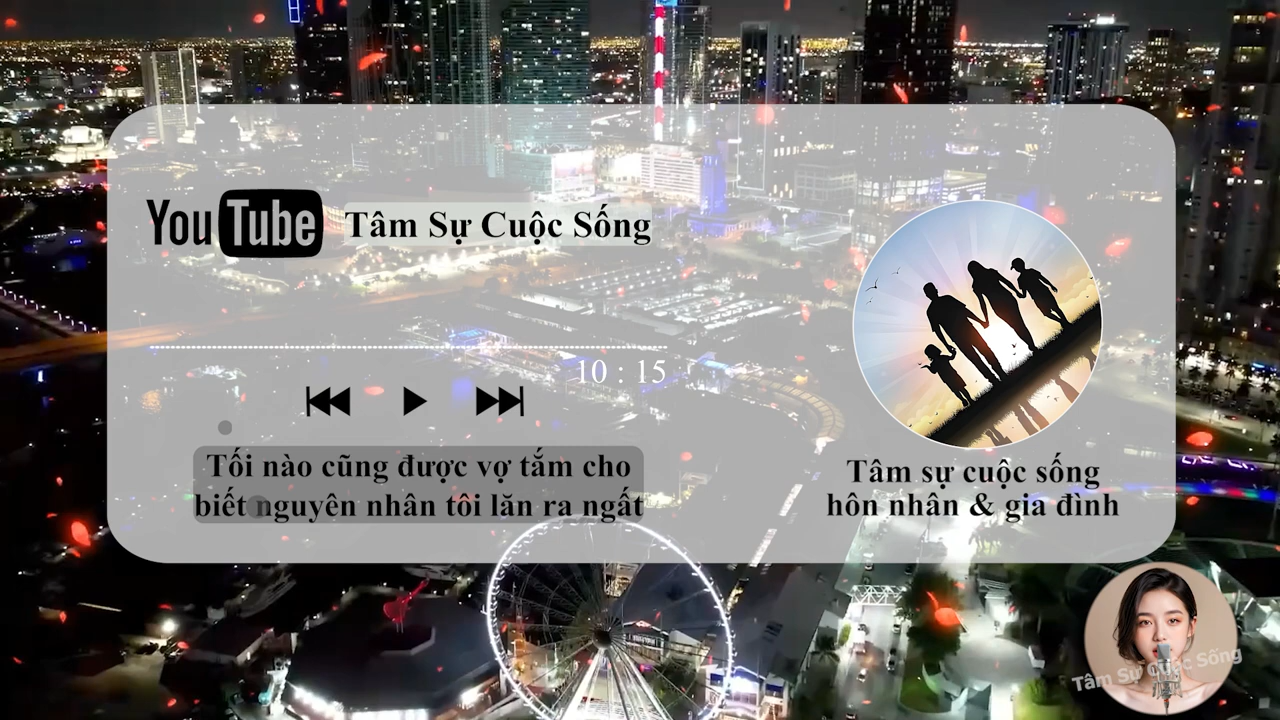 YouTube
Tâm Sự Cuộc Sống
10 : 15
Tối nào cũng được vợ tắm cho
biết nguyên nhân tôi lăn ra ngất
Tâm sự cuộc sống
hôn nhân & gia đình
Tâm Sự Cuộc Sống